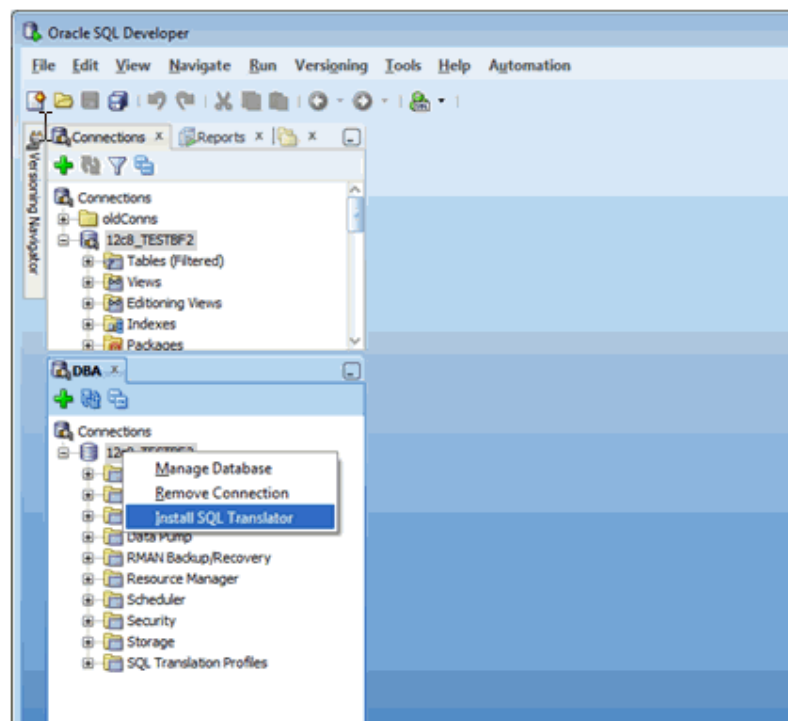 Oracle SQL Developer
File Edit View Navigate Run Versioning Tools Help Automation
Connections x Reports x x
Versioning Navigator
Connections
oldConns
12c8_TESTBF2
Tables (Filtered)
Views
Editioning Views
Indexes
Packages
DBA x
Connections
Manage Database
Remove Connection
Install SQL Translator
Data Pump
RMAN Backup/Recovery
Resource Manager
Scheduler
Security
Storage
SQL Translation Profiles